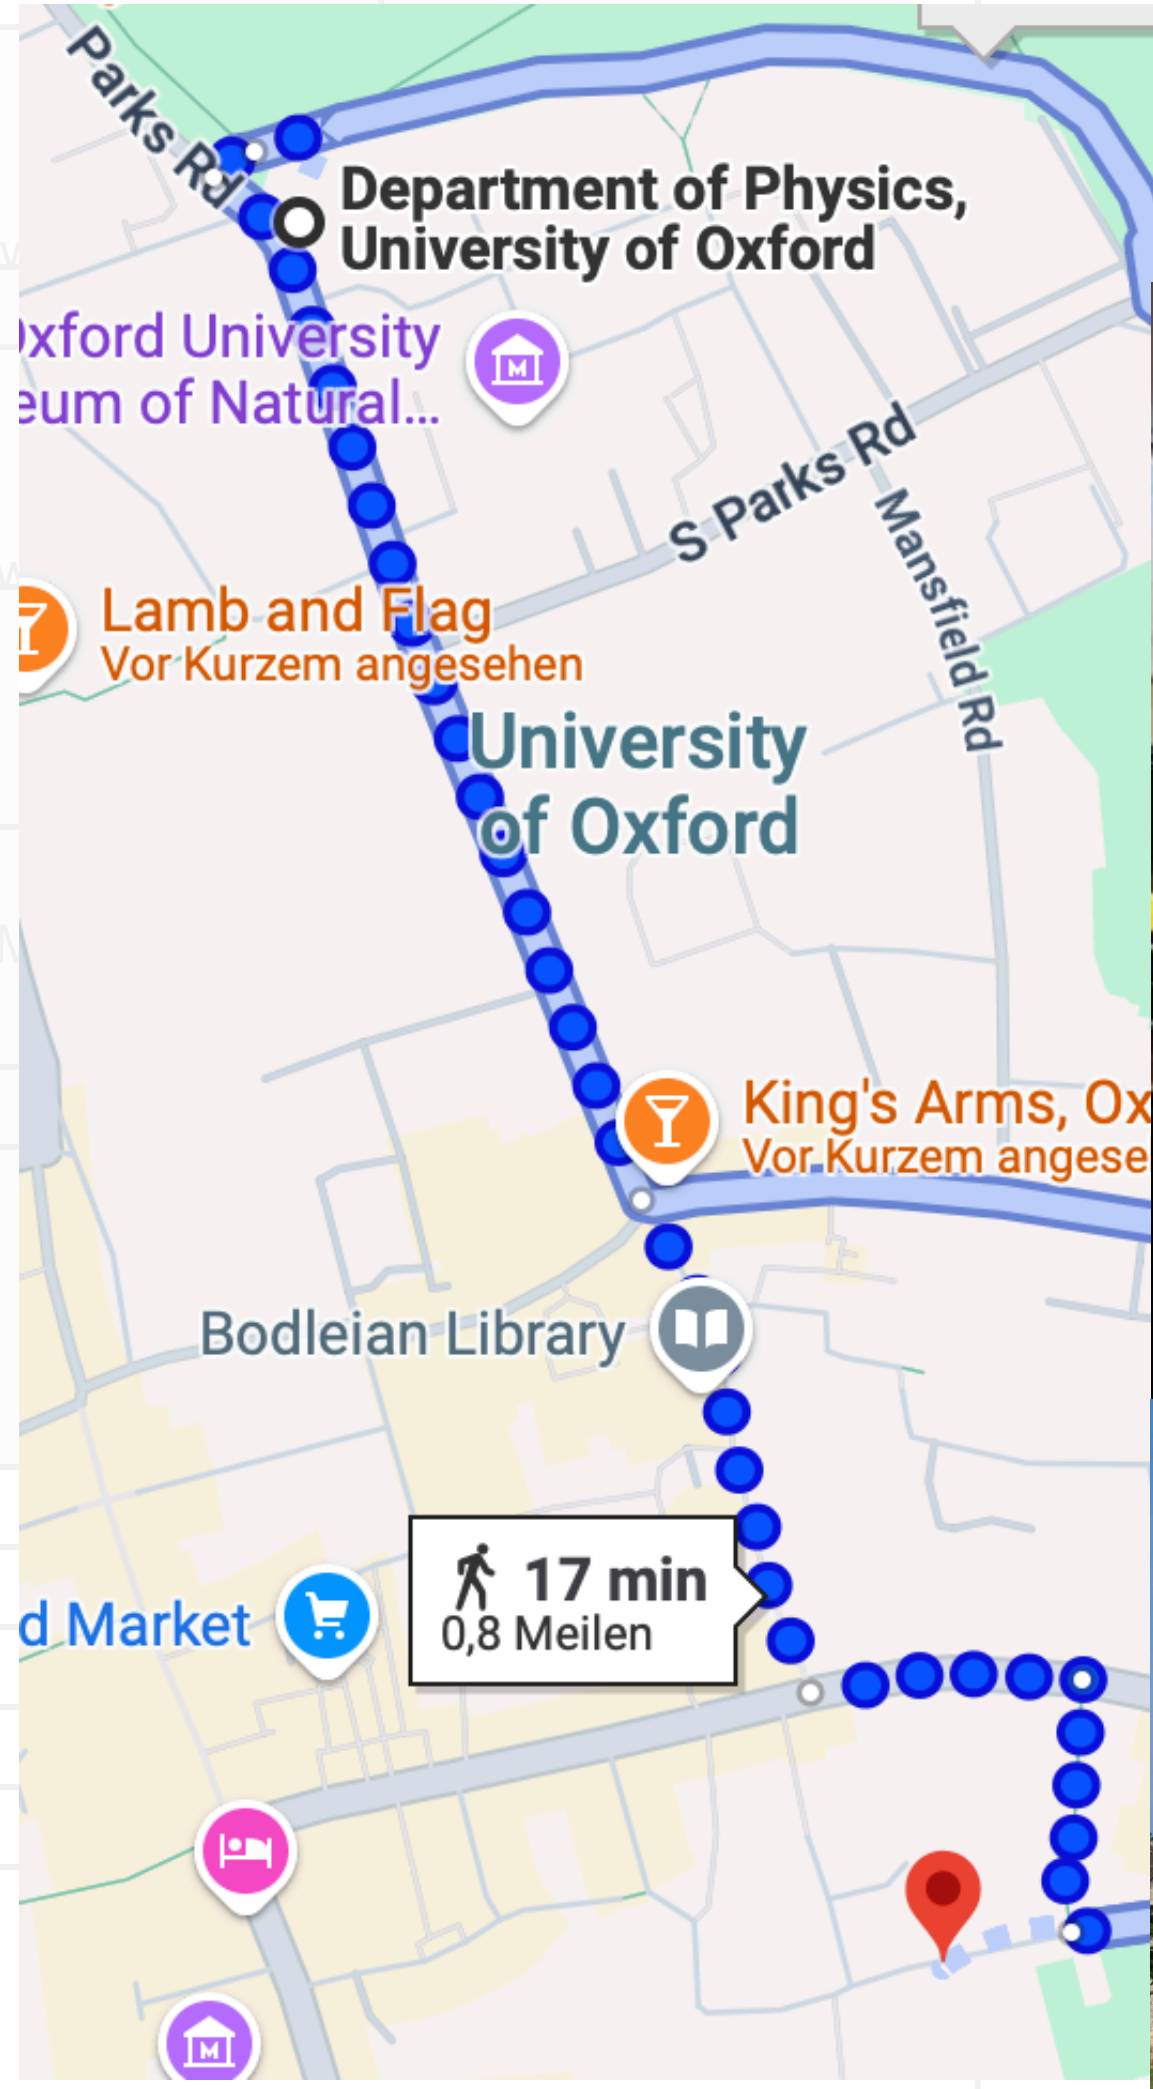 Parks Rd
Department of Physics,
University of Oxford
Oxford University
eum of Natural...
S Parks Rd
Mansfield Rd
Lamb and Flag
Vor Kurzem angesehen
University
of Oxford
King's Arms, Ox
Vor Kurzem angese
Bodleian Library
17 min
0,8 Meilen
d Market